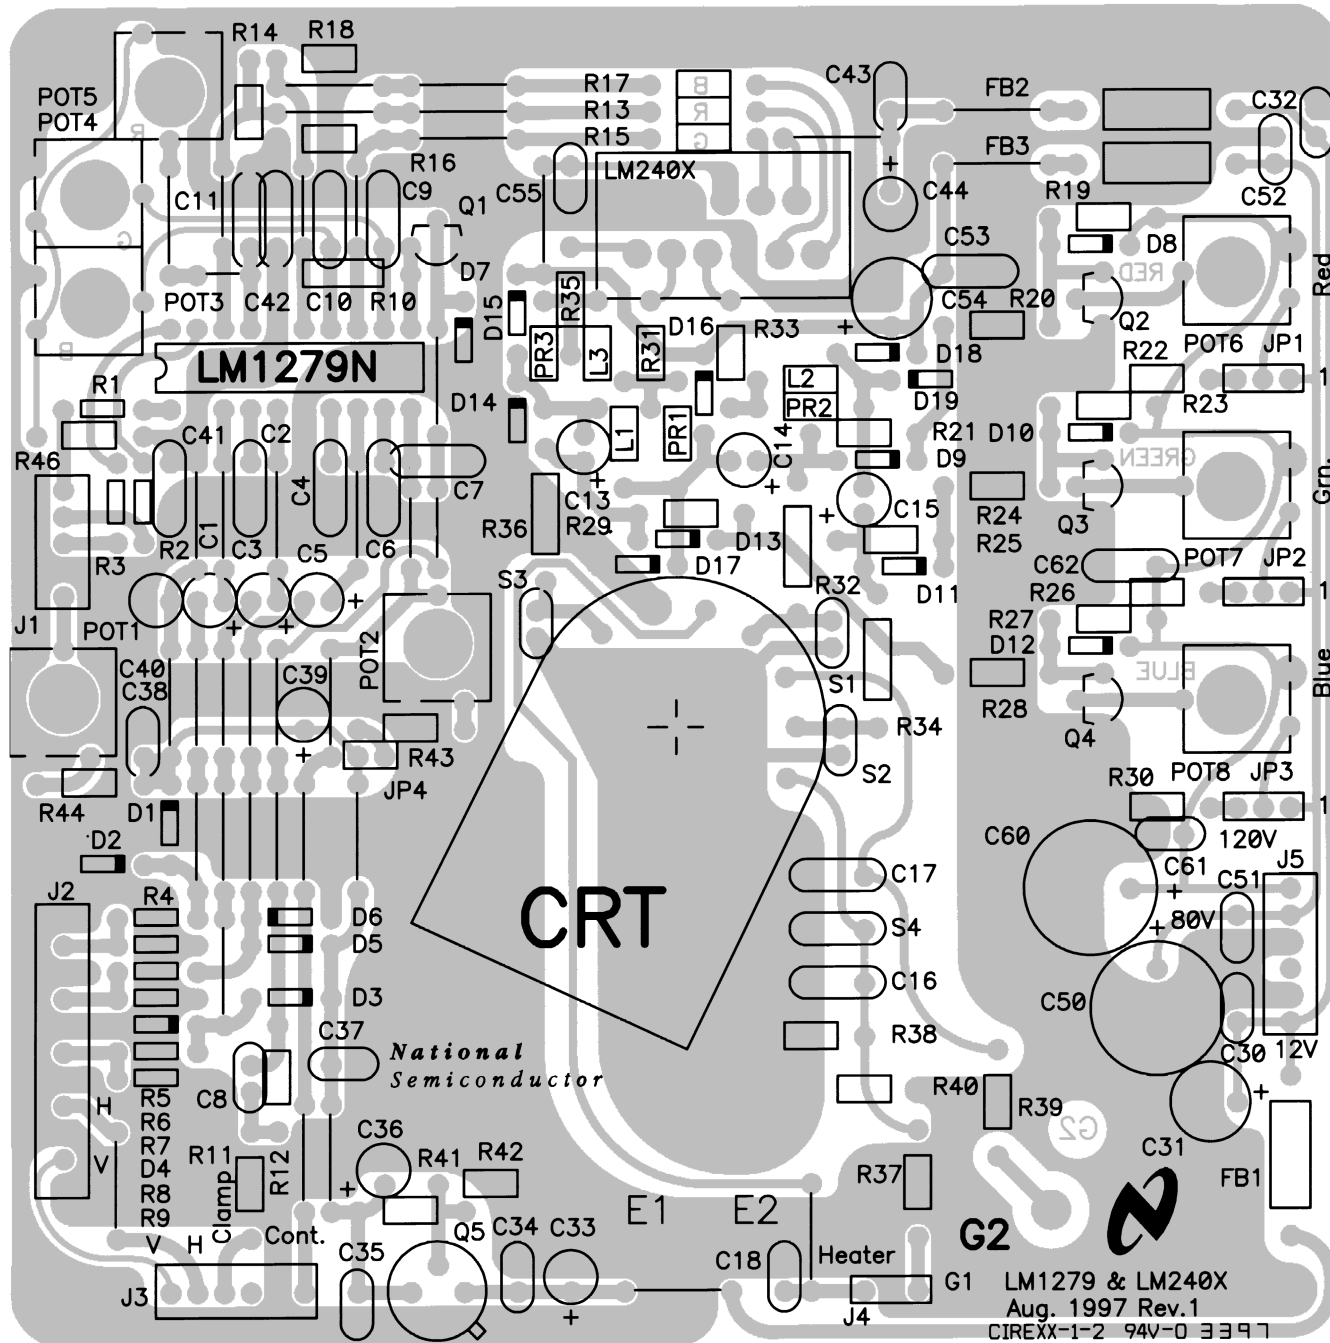 R14 R18
POT5
POT4
R17 B
R13 R
R15 G
C43 FB2 C32
FB3
R
C11 R16 C9 Q1 C55 LM240X C44 R19 C52
G
D7 C53 D8 Red
POT3 C42 C10 R10 D15 R35 C54 R20 RED Q2
B
PR3 L3 R31 D16 R33 D18 R22 POT6 JP1
LM1279N
R1 D14 L2 D19 R23 1
PR2
R46 C41 C2 L1 PR1 C14 R21 D10
C4 C7 D9 GREEN Grn.
C1 R36 C13 C15 R24 Q3
R3 R2 C3 C5 C6 R29 D17 D13 R25 POT7 JP2
S3 R32 D11 C62 R26 1
J1 POT1 POT2 R27
C40 D12
C38 C39 S1 R28 BLUE Blue
R43 R34 Q4
R44 JP4 S2 R30 POT8 JP3
D1 120V 1
D2 C60 C61 J5
J2 R4 D6 CRT C17 C51
D5 S4 80V
D3 C16 C50
C37 R38 C30 12V
National
Semiconductor
C8 R5 R40 R39
H R6 G2
R7 C36 C31
V D4 R11 R12 R41 R42 R37 FB1
R8 Clamp
R9 E1 E2
V H Cont. Q5 C34 C33 C18 Heater G2
J3 C35 J4 G1
LM1279 & LM240X
Aug. 1997 Rev.1
CIREXX-1-2 94V-0 3397